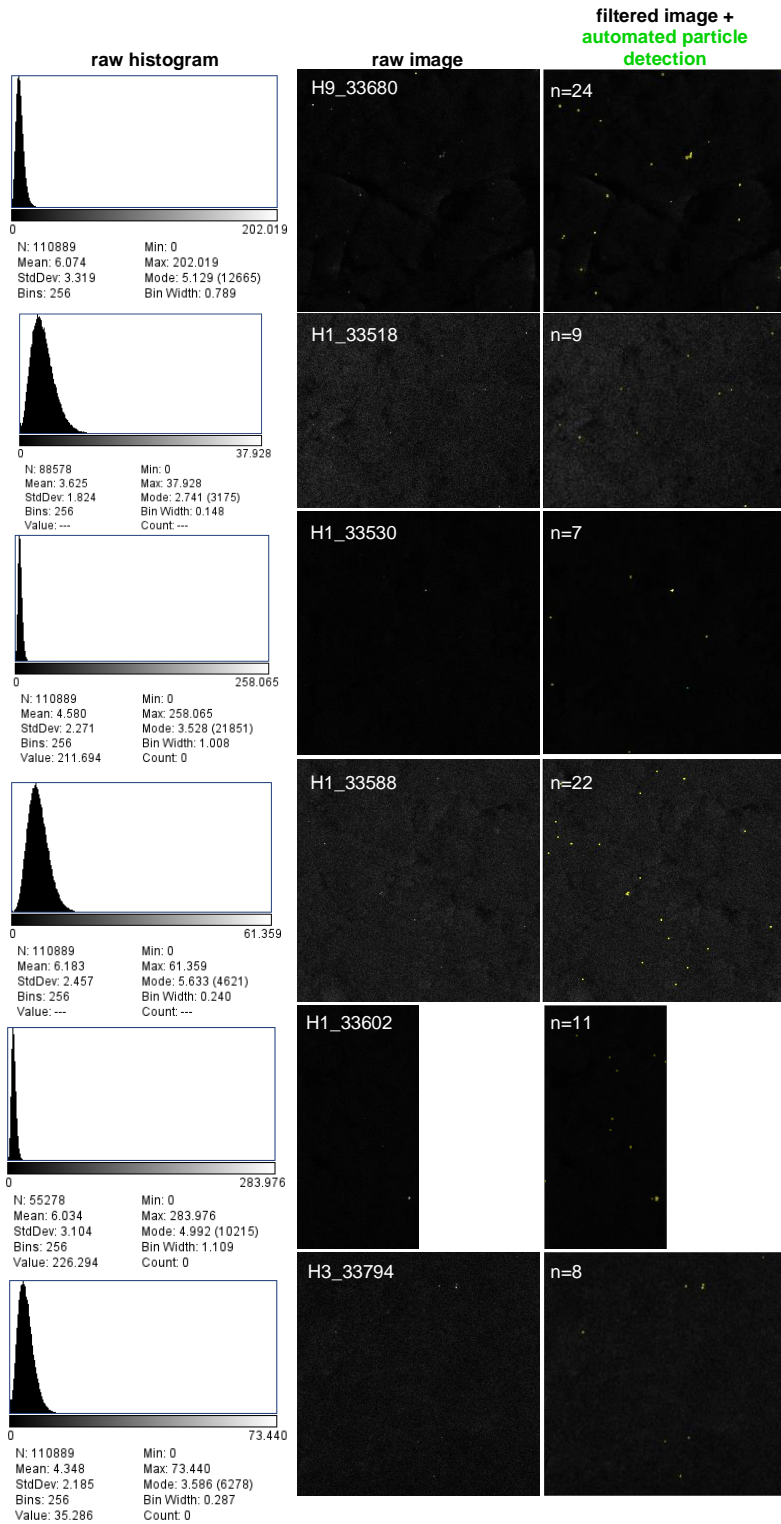 raw histogram
raw image
filtered image +
automated particle
detection
0 202.019
N: 110889 Min: 0
Mean: 6.074 Max: 202.019
StdDev: 3.319 Mode: 5.129 (12665)
Bins: 256 Bin Width: 0.789
H9_33680
n=24
0 37.928
N: 88578 Min: 0
Mean: 3.625 Max: 37.928
StdDev: 1.824 Mode: 2.741 (3175)
Bins: 256 Bin Width: 0.148
Value: --- Count: ---
H1_33518
n=9
0 258.065
N: 110889 Min: 0
Mean: 4.580 Max: 258.065
StdDev: 2.271 Mode: 3.528 (21851)
Bins: 256 Bin Width: 1.008
Value: 211.694 Count: 0
H1_33530
n=7
0 61.359
N: 110889 Min: 0
Mean: 6.183 Max: 61.359
StdDev: 2.457 Mode: 5.633 (4621)
Bins: 256 Bin Width: 0.240
Value: --- Count: ---
H1_33588
n=22
0 283.976
N: 55278 Min: 0
Mean: 6.034 Max: 283.976
StdDev: 3.104 Mode: 4.992 (10215)
Bins: 256 Bin Width: 1.109
Value: 226.294 Count: 0
H1_33602
n=11
0 73.440
N: 110889 Min: 0
Mean: 4.348 Max: 73.440
StdDev: 2.185 Mode: 3.586 (6278)
Bins: 256 Bin Width: 0.287
Value: 35.286 Count: 0
H3_33794
n=8